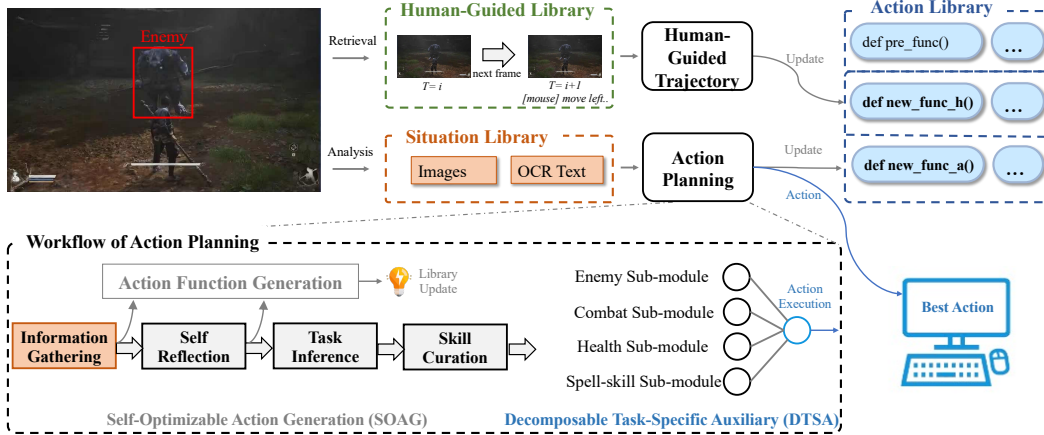 Enemy
Retrieval
Analysis
Human-Guided Library
next frame
T= i
T= i+1
[mouse] move left..
Human-
Guided
Trajectory
Update
Action Library
def pre_func()
...
def new_func_h()
...
def new_func_a()
...
Situation Library
Images
OCR Text
Action
Planning
Update
Action
Workflow of Action Planning
Action Function Generation
Library
Update
Information
Gathering
Self
Reflection
Task
Inference
Skill
Curation
Self-Optimizable Action Generation (SOAG)
Enemy Sub-module
Combat Sub-module
Health Sub-module
Spell-skill Sub-module
Action
Execution
Decomposable Task-Specific Auxiliary (DTSA)
Best Action